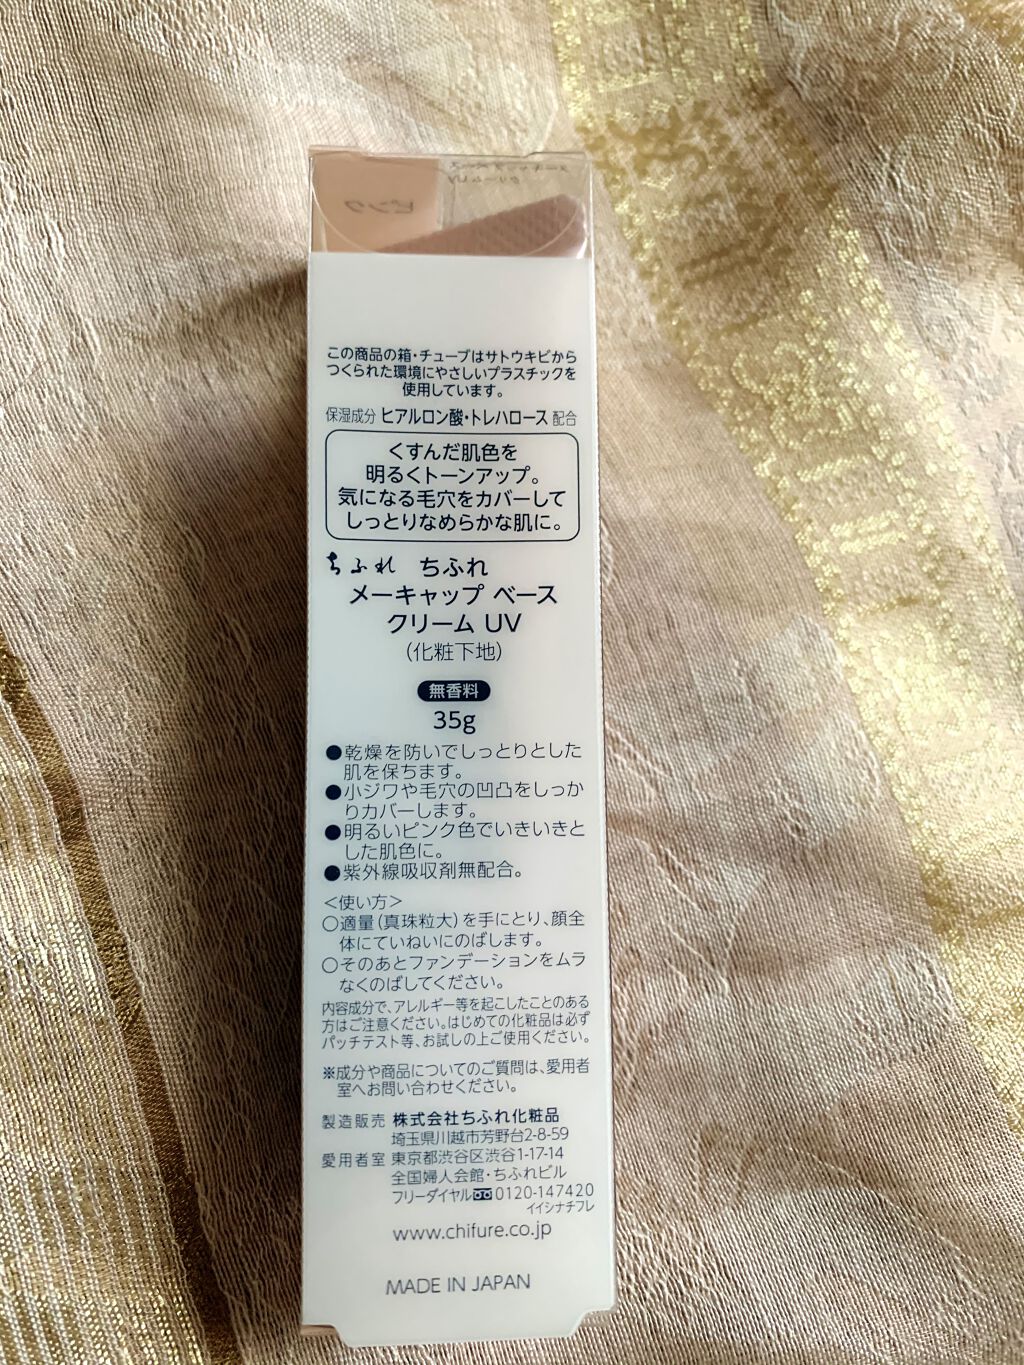 ピンク
メーキャップ ベース
クリーム UV
この商品の箱・チューブはサトウキビから
つくられた環境にやさしいプラスチックを
使用しています。
保湿成分 ヒアルロン酸・トレハロース 配合
くすんだ肌色を
明るくトーンアップ。
気になる毛穴をカバーして
しっとりなめらかな肌に。
ちふれ ちふれ
メーキャップ ベース
クリーム UV
(化粧下地)
無香料
35g
●乾燥を防いでしっとりとした
肌を保ちます。
●小ジワや毛穴の凹凸をしっか
りカバーします。
●明るいピンク色でいきいきと
した肌色に。
●紫外線吸収剤無配合。
<使い方>
○適量(真珠粒大)を手にとり、顔全
体にていねいにのばします。
○そのあとファンデーションをムラ
なくのばしてください。
内容成分で、アレルギー等を起こしたことのある
方はご注意ください。はじめての化粧品は必ず
パッチテスト等、お試しの上ご使用ください。
※成分や商品についてのご質問は、愛用者
室へお問い合わせください。
製造販売 株式会社ちふれ化粧品
埼玉県川越市芳野台2-8-59
愛用者室 東京都渋谷区渋谷1-17-14
全国婦人会館・ちふれビル
フリーダイヤル 0120-147420
イイシナチフレ
www.chifure.co.jp
MADE IN JAPAN